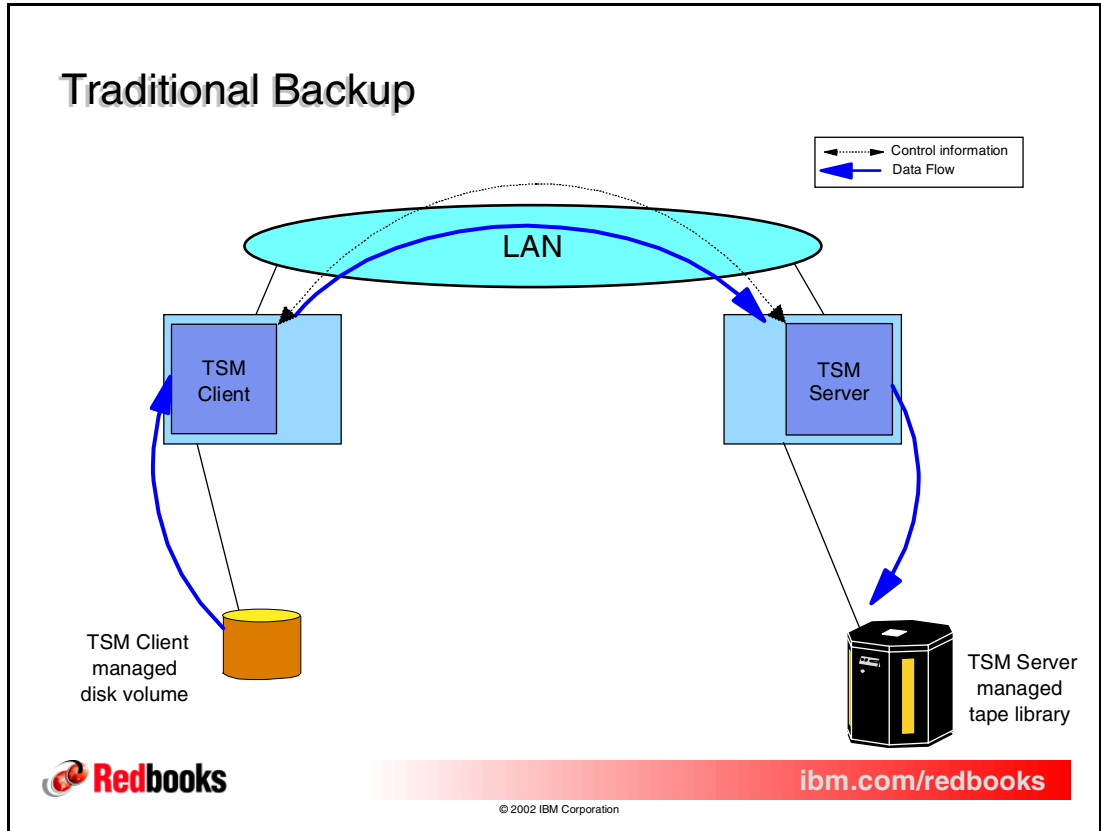 Traditional Backup
Control information
Data Flow
LAN
TSM
Client
TSM
Server
TSM Client
managed
disk volume
TSM Server
managed
tape library
Redbooks
ibm.com/redbooks
© 2002 IBM Corporation